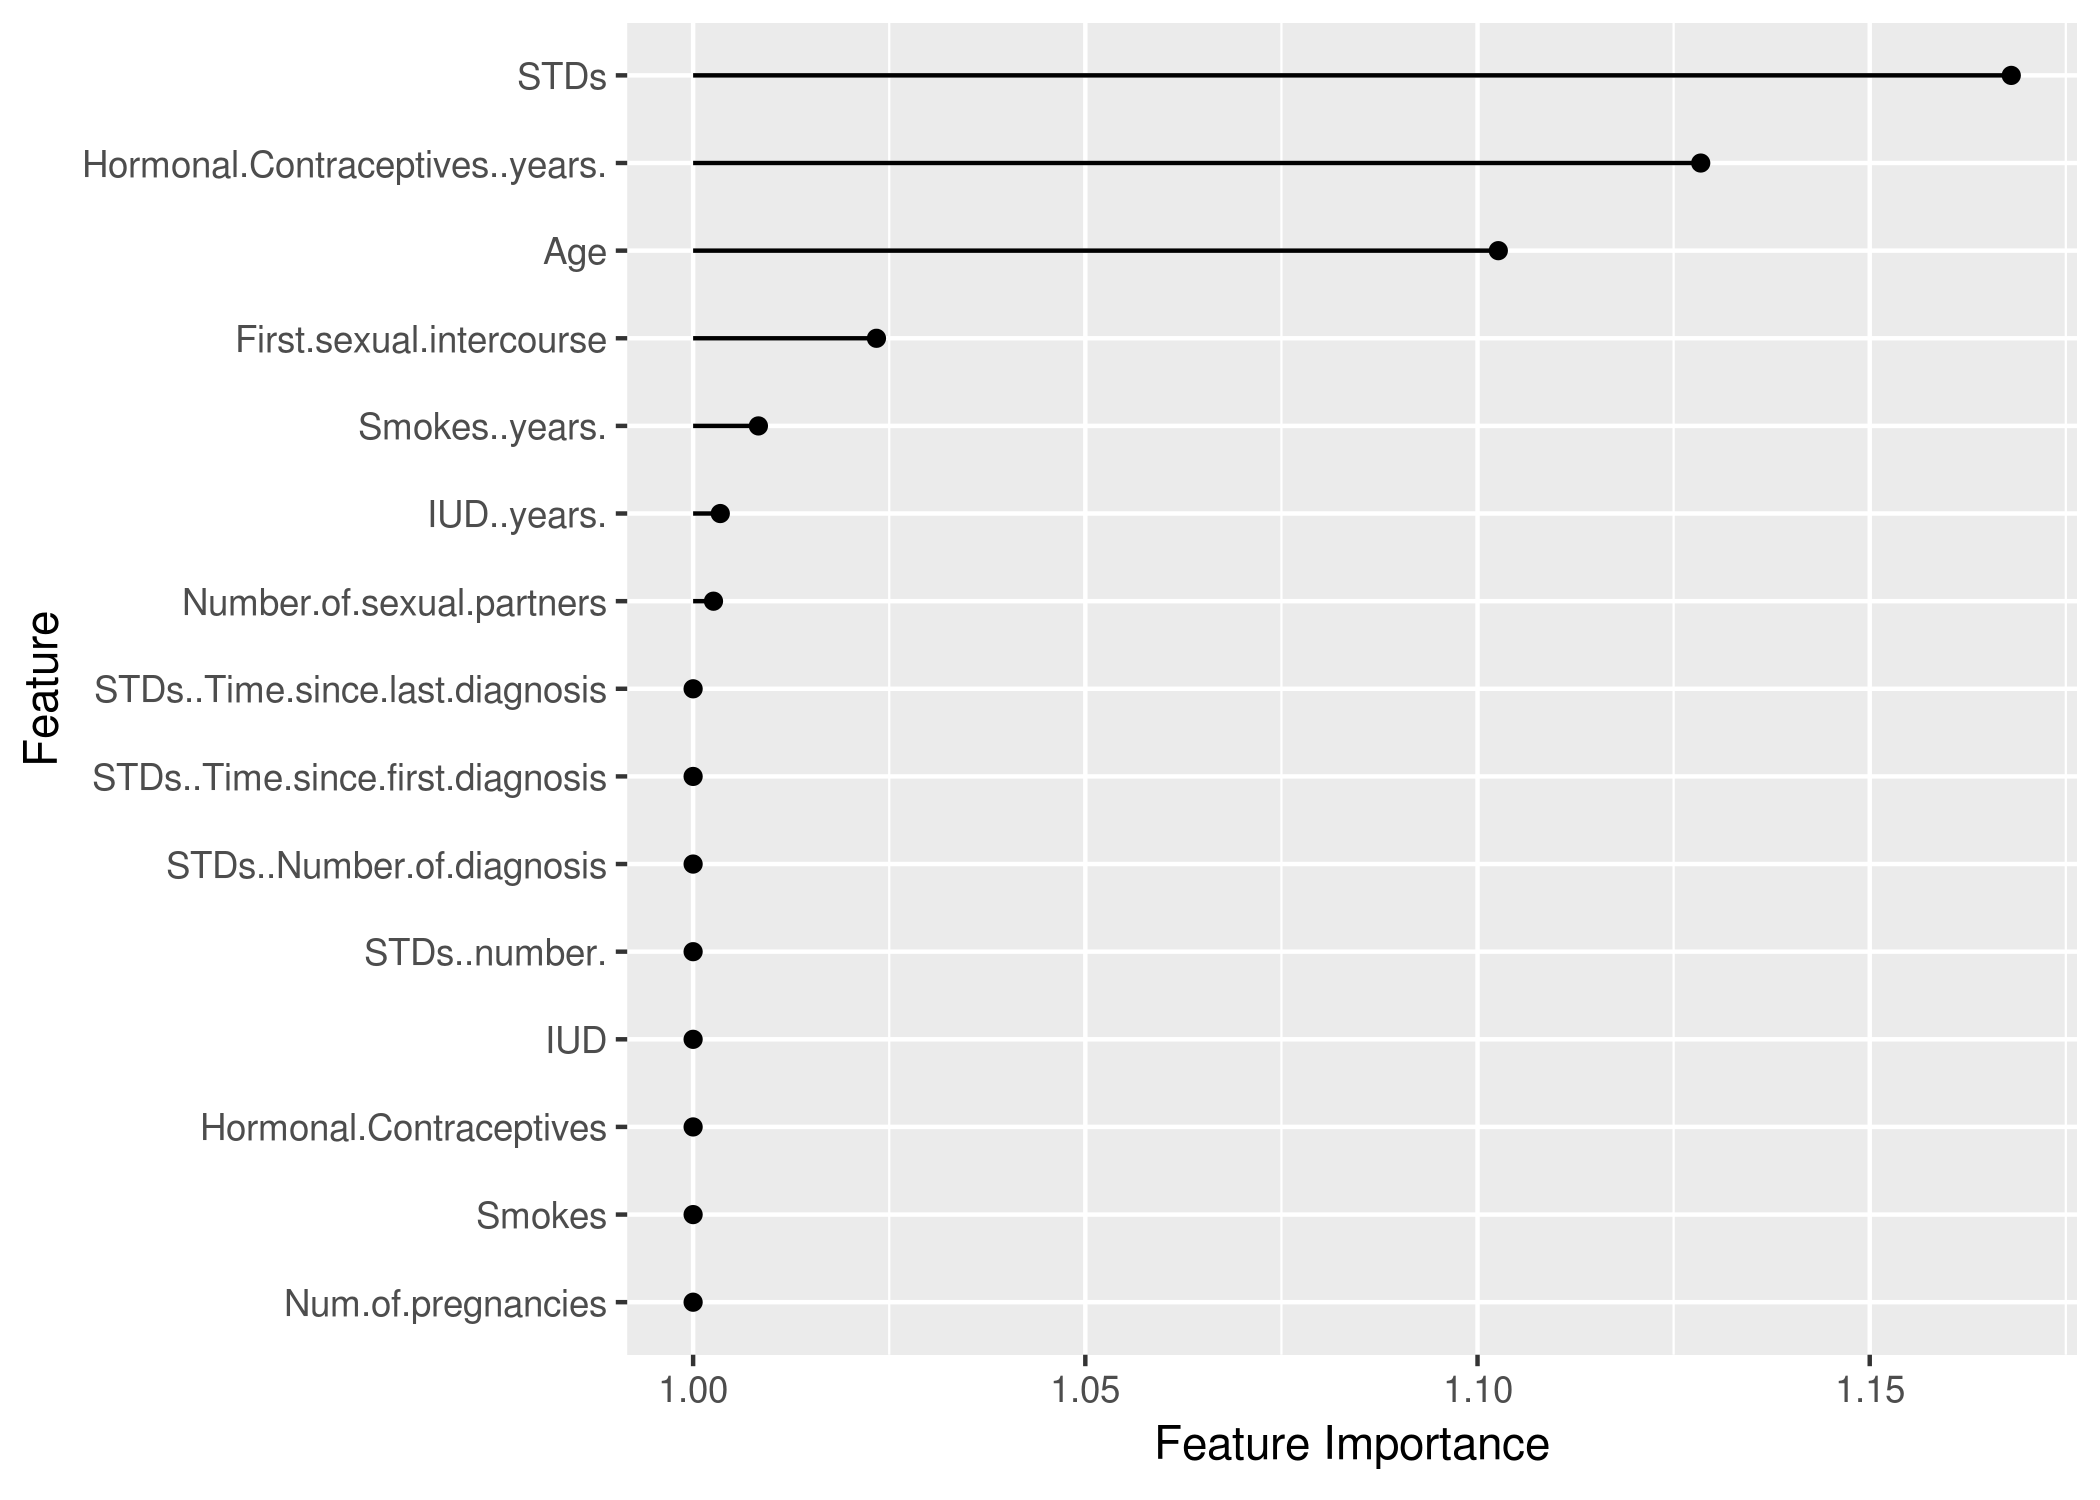 STDs
Hormonal.Contraceptives..years.
Age
First.sexual.intercourse
Smokes..years.
IUD..years.
Number.of.sexual.partners
STDs..Time.since.last.diagnosis
STDs..Time.since.first.diagnosis
STDs..Number.of.diagnosis
STDs..number.
IUD
Hormonal.Contraceptives
Smokes
Num.of.pregnancies
Feature
1.00 1.05 1.10 1.15
Feature Importance